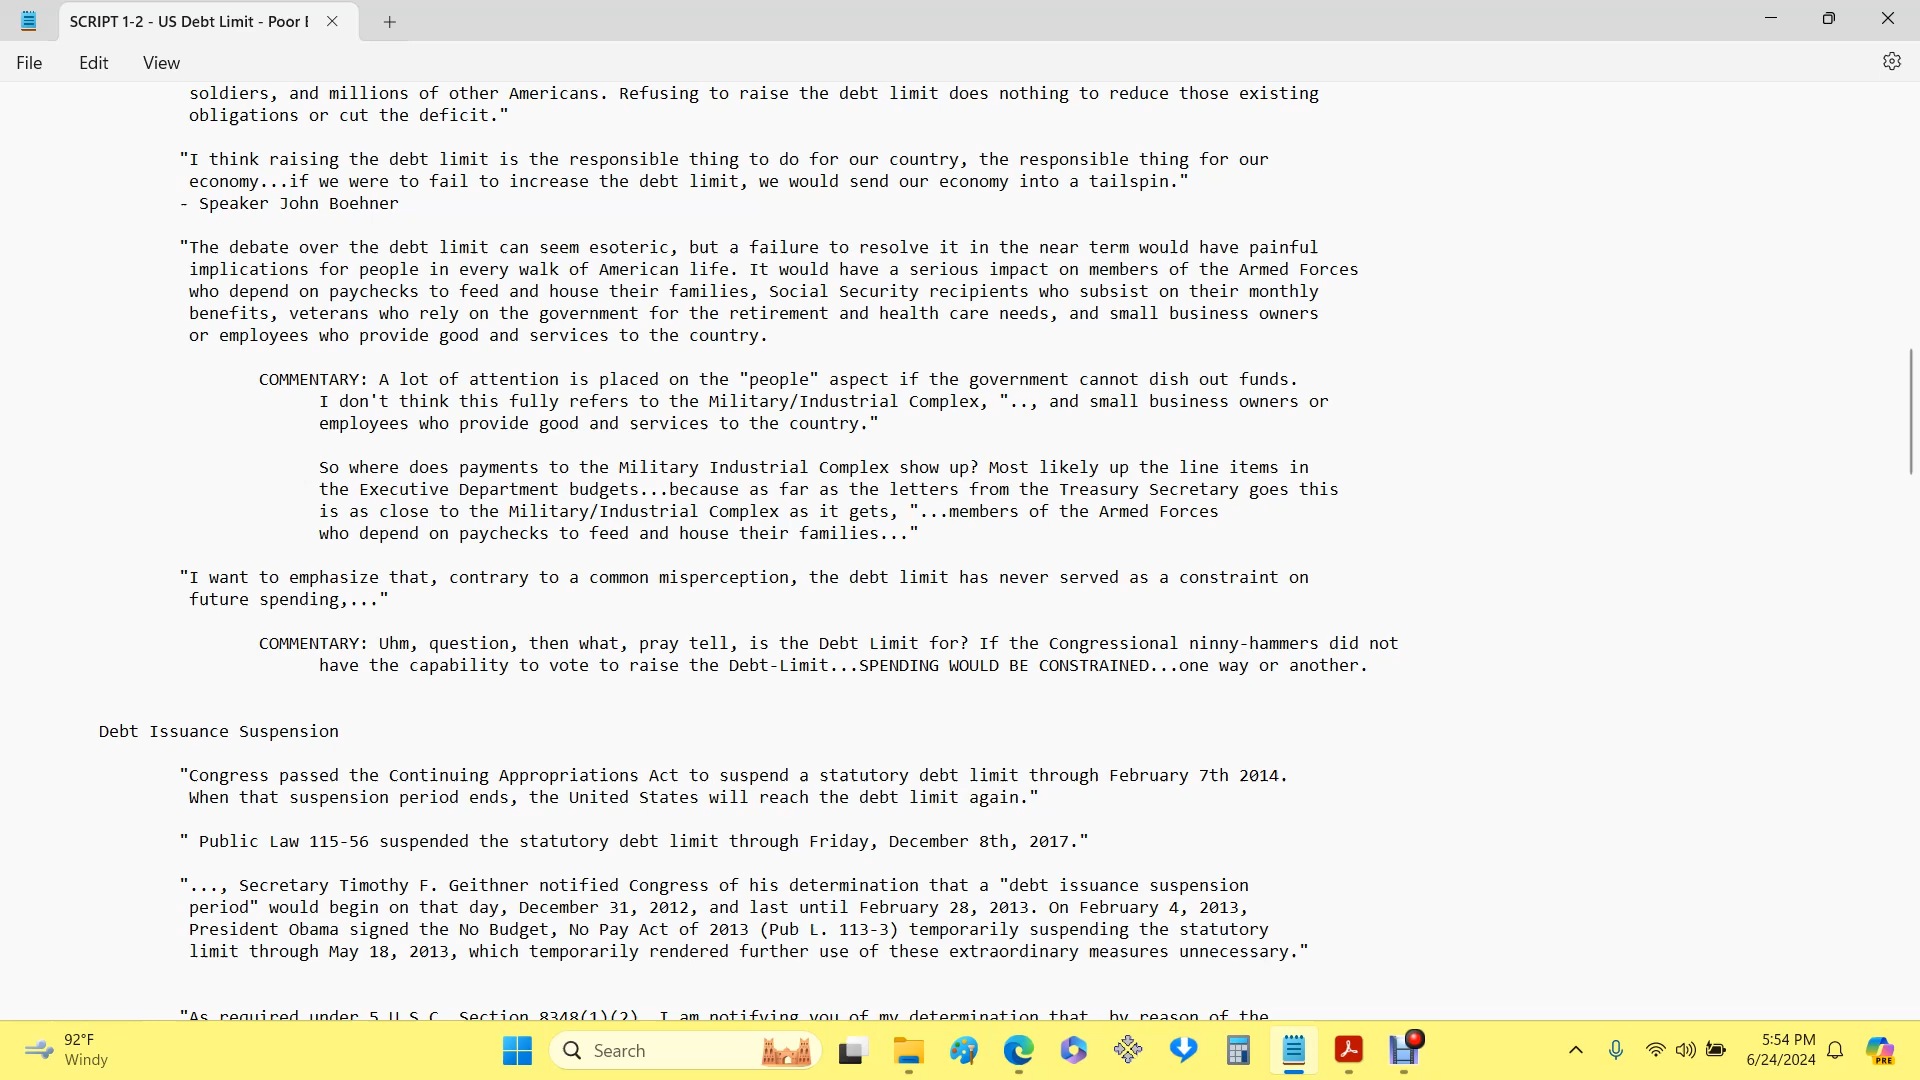 SCRIPT 1-2 - US Debt Limit - Poor
File Edit View
soldiers, and millions of other Americans. Refusing to raise the debt limit does nothing to reduce those existing
obligations or cut the deficit."
"I think raising the debt limit is the responsible thing to do for our country, the responsible thing for our
economy...if we were to fail to increase the debt limit, we would send our economy into a tailspin."
- Speaker John Boehner
"The debate over the debt limit can seem esoteric, but a failure to resolve it in the near term would have painful
implications for people in every walk of American life. It would have a serious impact on members of the Armed Forces
who depend on paychecks to feed and house their families, Social Security recipients who subsist on their monthly
benefits, veterans who rely on the government for the retirement and health care needs, and small business owners
or employees who provide good and services to the country.
COMMENTARY: A lot of attention is placed on the "people" aspect if the government cannot dish out funds.
I don't think this fully refers to the Military/Industrial Complex, ".., and small business owners or
employees who provide good and services to the country."
So where does payments to the Military Industrial Complex show up? Most likely up the line items in
the Executive Department budgets...because as far as the letters from the Treasury Secretary goes this
is as close to the Military/Industrial Complex as it gets, "...members of the Armed Forces
who depend on paychecks to feed and house their families..."
"I want to emphasize that, contrary to a common misperception, the debt limit has never served as a constraint on
future spending,..."
COMMENTARY: Uhm, question, then what, pray tell, is the Debt Limit for? If the Congressional ninny-hammers did not
have the capability to vote to raise the Debt-Limit...SPENDING WOULD BE CONSTRAINED...one way or another.
Debt Issuance Suspension
"Congress passed the Continuing Appropriations Act to suspend a statutory debt limit through February 7th 2014.
When that suspension period ends, the United States will reach the debt limit again."
" Public Law 115-56 suspended the statutory debt limit through Friday, December 8th, 2017."
"..., Secretary Timothy F. Geithner notified Congress of his determination that a "debt issuance suspension
period" would begin on that day, December 31, 2012, and last until February 28, 2013. On February 4, 2013,
President Obama signed the No Budget, No Pay Act of 2013 (Pub L. 113-3) temporarily suspending the statutory
limit through May 18, 2013, which temporarily rendered further use of these extraordinary measures unnecessary."
"As required under 5 U.S.C. Section 8348(1)(2), I am notifying you of my determination that, by reason of the
92°F
Windy
Search
5:54 PM
6/24/2024
PRE